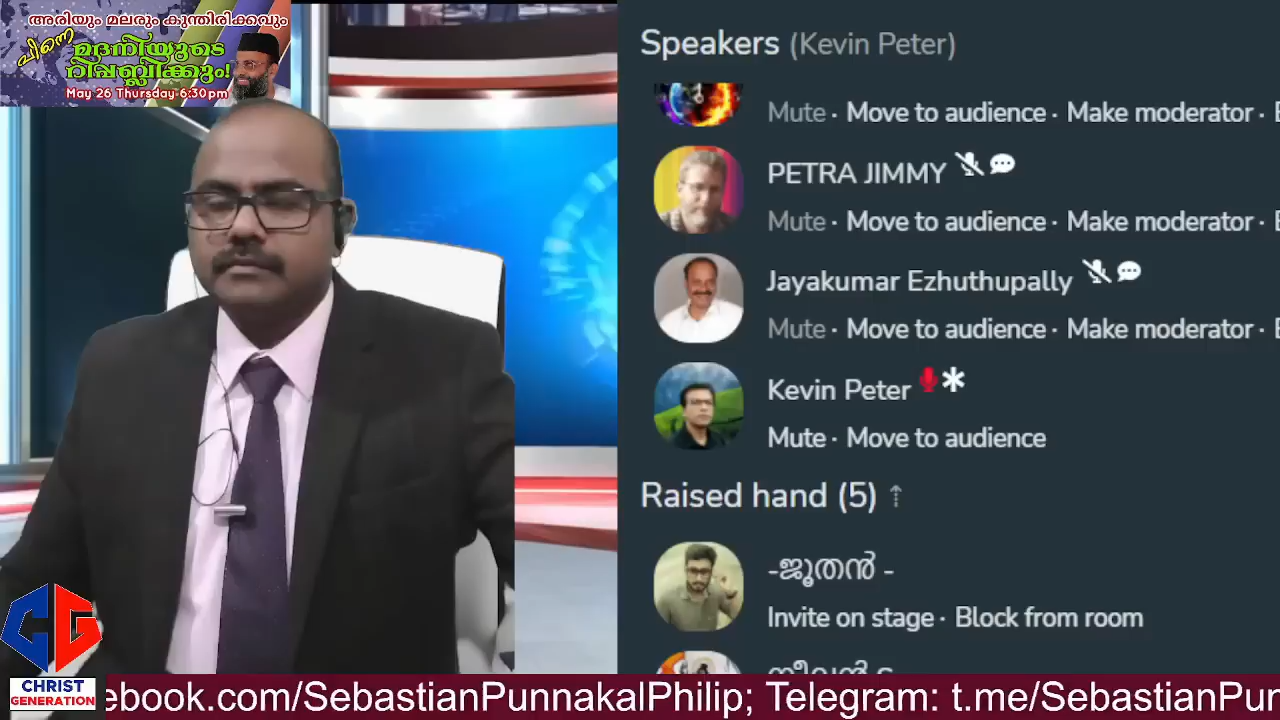 അരിയും മലരും കുന്തിരിക്കവും
പിന്നെ മദനിയുടെ
റിപ്പബ്ലിക്കും!
May 26 Thursday-6:30pm
Speakers (Kevin Peter)
Mute · Move to audience · Make moderator ·
PETRA JIMMY
Mute · Move to audience · Make moderator ·
Jayakumar Ezhuthupally
Mute · Move to audience · Make moderator ·
Kevin Peter
Mute · Move to audience
Raised hand (5)
-ജൂതൻ -
Invite on stage · Block from room
CG
CHRIST
GENERATION
ebook.com/SebastianPunnakalPhilip; Telegram: t.me/SebastianPun